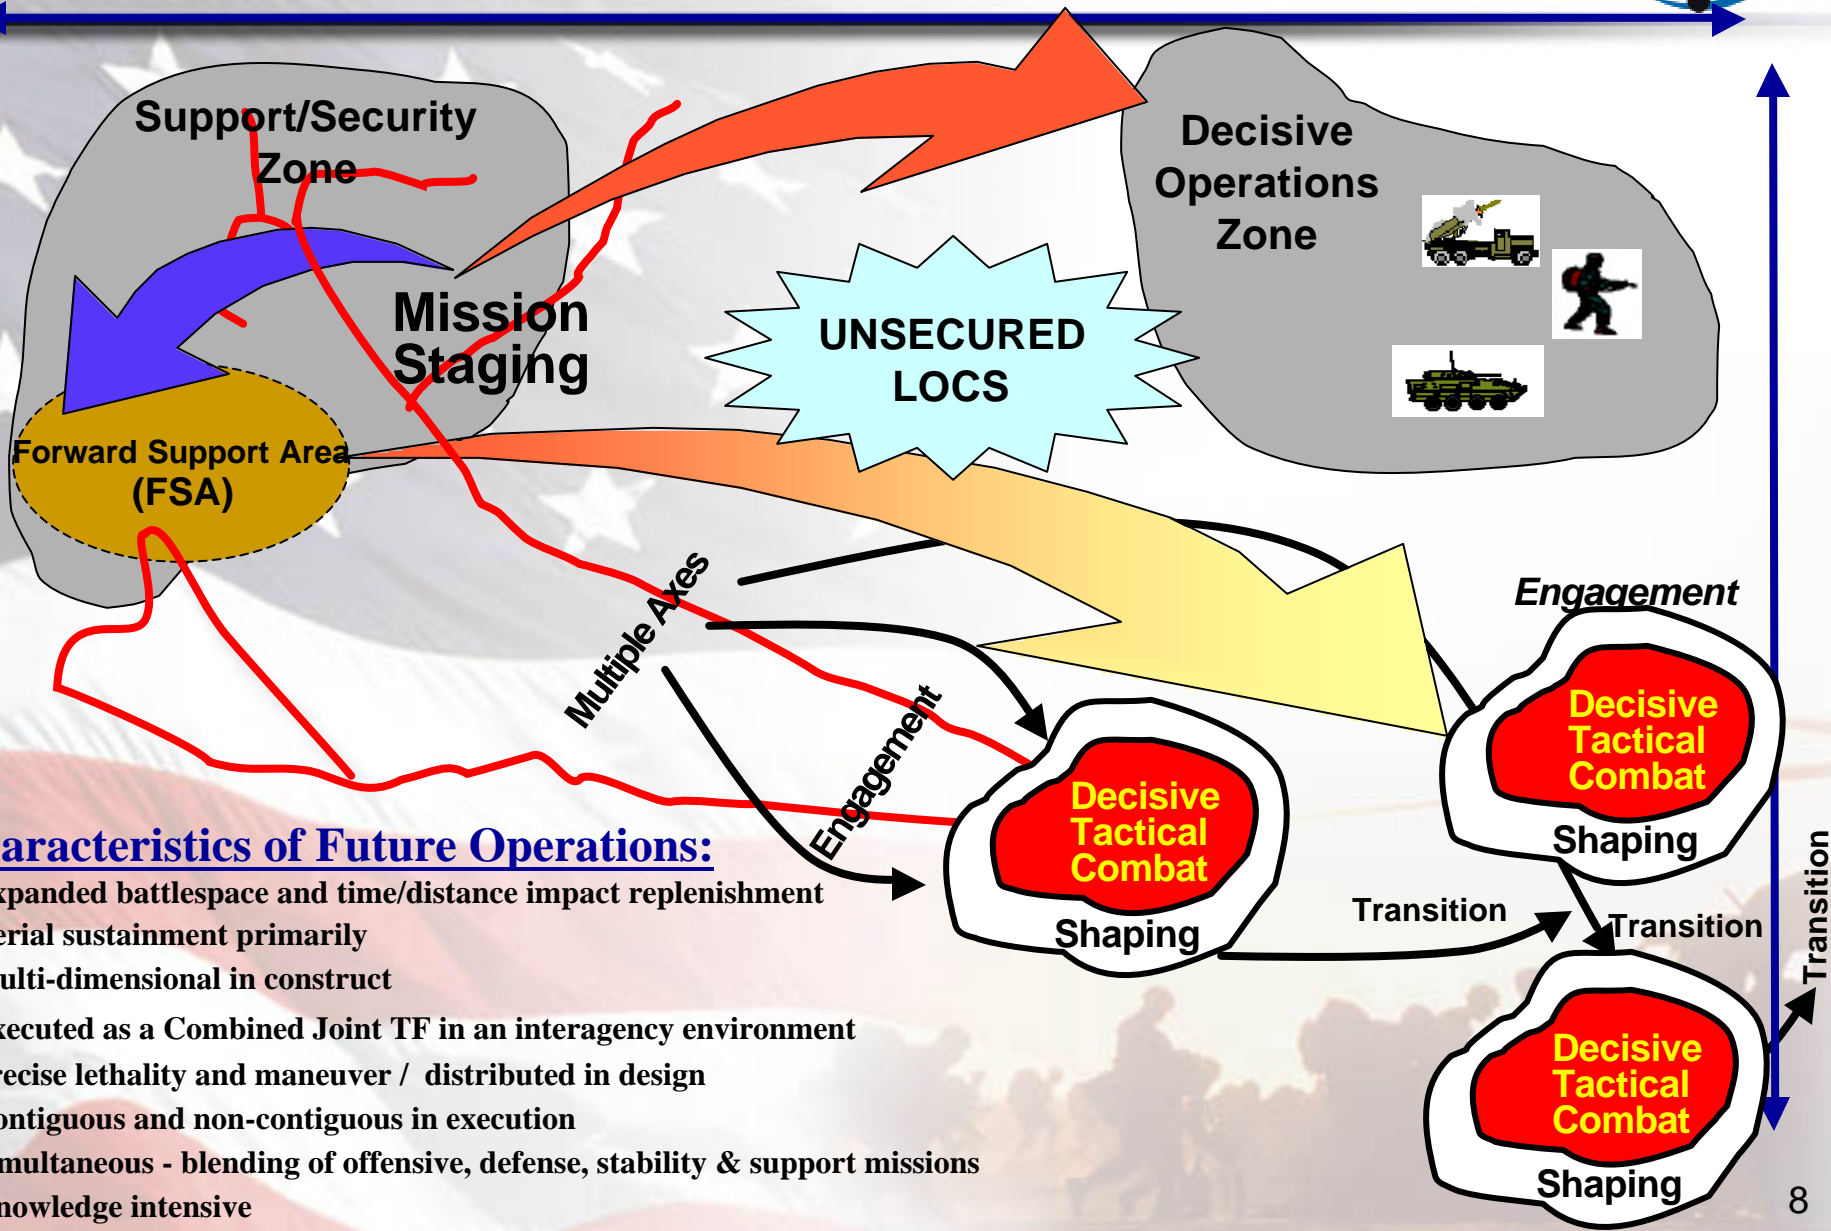 Support/Security
Zone
Decisive
Operations
Zone
Mission
Staging
UNSECURED
LOCS
Forward Support Area
(FSA)
Multiple Axes
Engagement
Engagement
Decisive
Tactical
Combat
Shaping
Decisive
Tactical
Combat
Shaping
Transition
Transition
Transition
Decisive
Tactical
Combat
Shaping
aracteristics of Future Operations:
xpanded battlespace and time/distance impact replenishment
erial sustainment primarily
ulti-dimensional in construct
xecuted as a Combined Joint TF in an interagency environment
recise lethality and maneuver / distributed in design
ontiguous and non-contiguous in execution
multaneous - blending of offensive, defense, stability & support missions
nowledge intensive
8